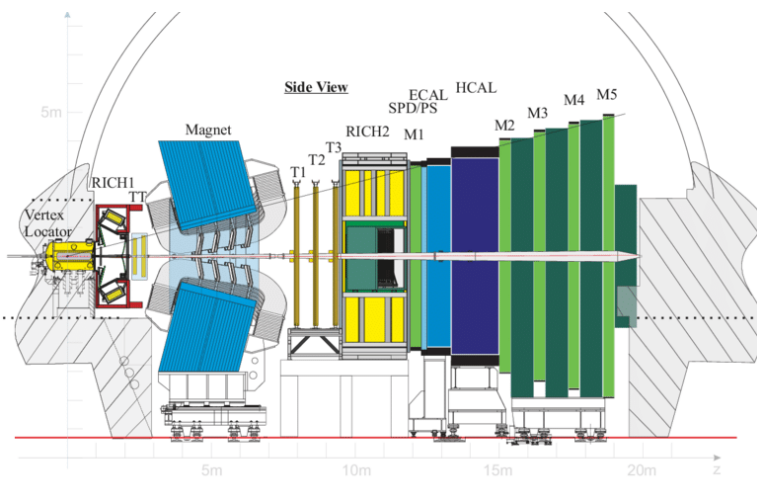 Side View
ECAL HCAL
SPD/PS
M1
M2
M3
M4
M5
Magnet
RICH2
T1
T2
T3
RICH1
TT
Vertex
Locator
5m
5m
10m
15m
20m
z